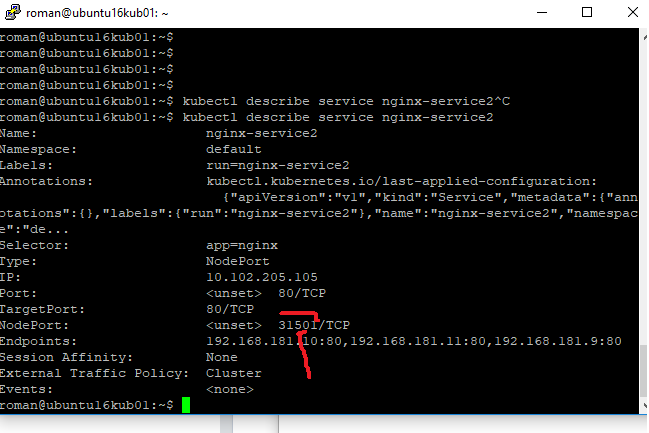 roman@ubuntu16kub01: ~
roman@ubuntu16kub01:~$
roman@ubuntu16kub01:~$
roman@ubuntu16kub01:~$
roman@ubuntu16kub01:~$
roman@ubuntu16kub01:~$ kubectl describe service nginx-service2^C
roman@ubuntu16kub01:~$ kubectl describe service nginx-service2
Name: nginx-service2
Namespace: default
Labels: run=nginx-service2
Annotations: kubectl.kubernetes.io/last-applied-configuration:
{"apiVersion":"v1","kind":"Service","metadata":{"ann
otations":{},"labels":{"run":"nginx-service2"},"name":"nginx-service2","namespac
e":"de...
Selector: app=nginx
Type: NodePort
IP: 10.102.205.105
Port: <unset> 80/TCP
TargetPort: 80/TCP
NodePort: <unset> 31501/TCP
Endpoints: 192.168.181.10:80,192.168.181.11:80,192.168.181.9:80
Session Affinity: None
External Traffic Policy: Cluster
Events: <none>
roman@ubuntu16kub01:~$